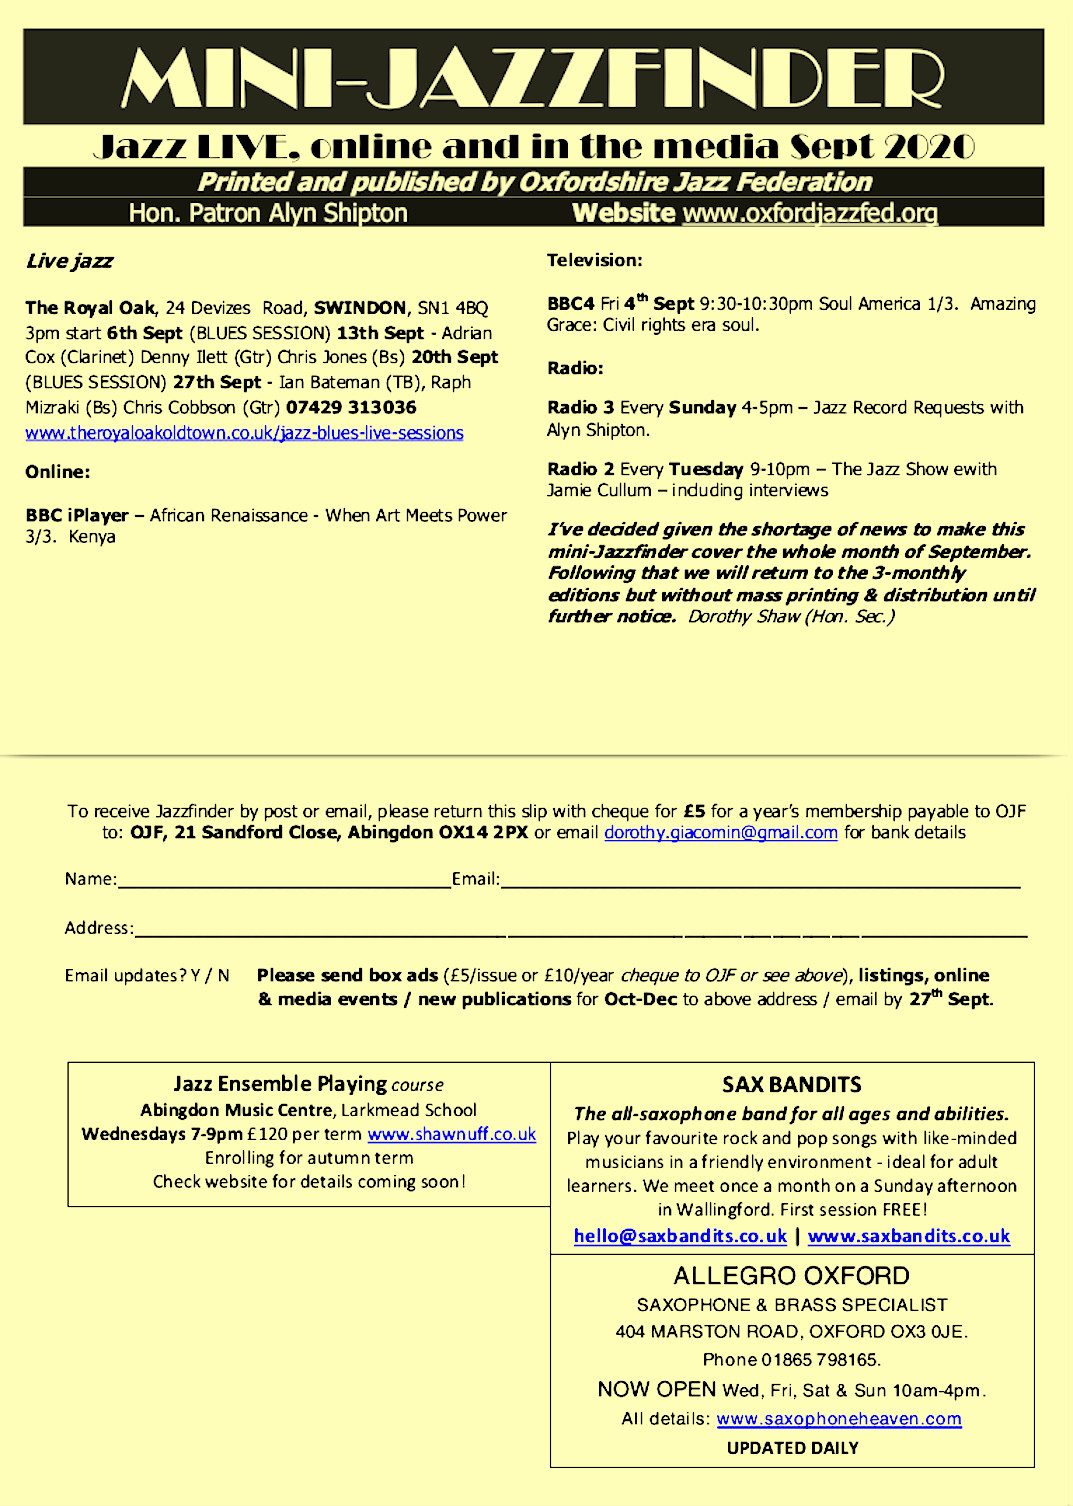 MINI-JAZZFINDER
Jazz LIVE, online and in the media Sept 2020
Printed and published by Oxfordshire Jazz Federation
Hon. Patron Alyn Shipton Website www.oxfordjazzfed.org
Live jazz
The Royal Oak, 24 Devizes Road, SWINDON, SN1 4BQ
3pm start 6th Sept (BLUES SESSION) 13th Sept - Adrian
Cox (Clarinet) Denny Ilett (Gtr) Chris Jones (Bs) 20th Sept
(BLUES SESSION) 27th Sept - Ian Bateman (TB), Raph
Mizraki (Bs) Chris Cobbson (Gtr) 07429 313036
www.theroyaloakoldtown.co.uk/jazz-blues-live-sessions
Online:
BBC iPlayer – African Renaissance - When Art Meets Power
3/3. Kenya
Television:
BBC4 Fri 4th Sept 9:30-10:30pm Soul America 1/3. Amazing
Grace: Civil rights era soul.
Radio:
Radio 3 Every Sunday 4-5pm – Jazz Record Requests with
Alyn Shipton.
Radio 2 Every Tuesday 9-10pm – The Jazz Show ewith
Jamie Cullum – including interviews
I've decided given the shortage of news to make this
mini-Jazzfinder cover the whole month of September.
Following that we will return to the 3-monthly
editions but without mass printing & distribution until
further notice. Dorothy Shaw (Hon. Sec.)
To receive Jazzfinder by post or email, please return this slip with cheque for £5 for a year's membership payable to OJF
to: OJF, 21 Sandford Close, Abingdon OX14 2PX or email dorothy.giacomin@gmail.com for bank details
Name: Email:
Address:
Email updates? Y / N Please send box ads (£5/issue or £10/year cheque to OJF or see above), listings, online
& media events / new publications for Oct-Dec to above address / email by 27th Sept.
Jazz Ensemble Playing course
Abingdon Music Centre, Larkmead School
Wednesdays 7-9pm £120 per term www.shawnuff.co.uk
Enrolling for autumn term
Check website for details coming soon!
SAX BANDITS
The all-saxophone band for all ages and abilities.
Play your favourite rock and pop songs with like-minded
musicians in a friendly environment - ideal for adult
learners. We meet once a month on a Sunday afternoon
in Wallingford. First session FREE!
hello@saxbandits.co.uk | www.saxbandits.co.uk
ALLEGRO OXFORD
SAXOPHONE & BRASS SPECIALIST
404 MARSTON ROAD, OXFORD OX3 0JE.
Phone 01865 798165.
NOW OPEN Wed, Fri, Sat & Sun 10am-4pm.
All details: www.saxophoneheaven.com
UPDATED DAILY